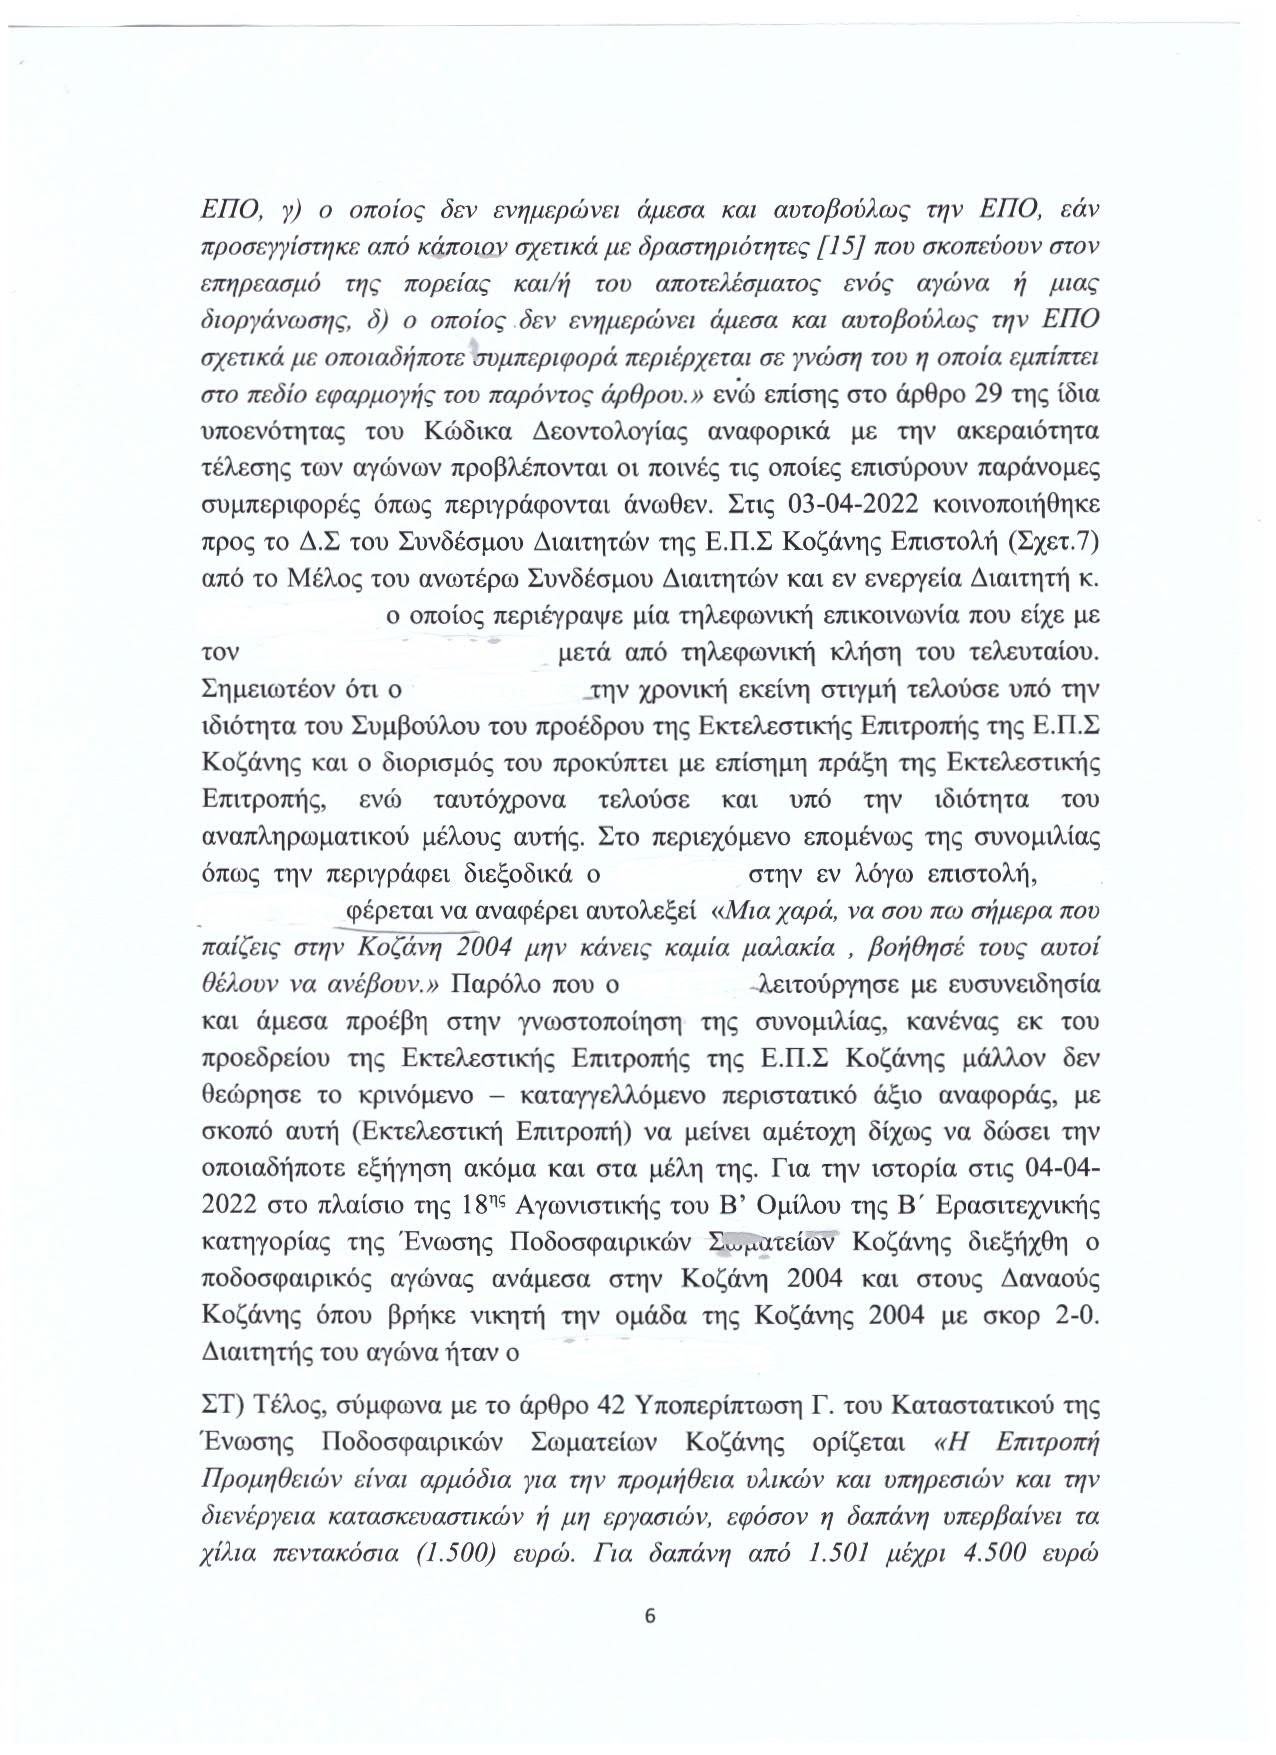 ΕΠΟ, γ) ο οποίος δεν ενημερώνει άμεσα και αυτοβούλως την ΕΠΟ, εάν
προσεγγίστηκε από κάποιον σχετικά με δραστηριότητες [15] που σκοπεύουν στον
επηρεασμό της πορείας και/ή του αποτελέσματος ενός αγώνα ή μιας
διοργάνωσης, δ) ο οποίος δεν ενημερώνει άμεσα και αυτοβούλως την ΕΠΟ
σχετικά με οποιαδήποτε συμπεριφορά περιέρχεται σε γνώση του η οποία εμπίπτει
στο πεδίο εφαρμογής του παρόντος άρθρου.» ενώ επίσης στο άρθρο 29 της ίδια
υποενότητας του Κώδικα Δεοντολογίας αναφορικά με την ακεραιότητα
τέλεσης των αγώνων προβλέπονται οι ποινές τις οποίες επισύρουν παράνομες
συμπεριφορές όπως περιγράφονται άνωθεν. Στις 03-04-2022 κοινοποιήθηκε
προς το Δ.Σ του Συνδέσμου Διαιτητών της Ε.Π.Σ Κοζάνης Επιστολή (Σχετ.7)
από το Μέλος του ανωτέρω Συνδέσμου Διαιτητών και εν ενεργεία Διαιτητή κ.
ο οποίος περιέγραψε μία τηλεφωνική επικοινωνία που είχε με
τον μετά από τηλεφωνική κλήση του τελευταίου.
Σημειωτέον ότι ο την χρονική εκείνη στιγμή τελούσε υπό την
ιδιότητα του Συμβούλου του προέδρου της Εκτελεστικής Επιτροπής της Ε.Π.Σ
Κοζάνης και ο διορισμός του προκύπτει με επίσημη πράξη της Εκτελεστικής
Επιτροπής, ενώ ταυτόχρονα τελούσε και υπό την ιδιότητα του
αναπληρωματικού μέλους αυτής. Στο περιεχόμενο επομένως της συνομιλίας
όπως την περιγράφει διεξοδικά ο στην εν λόγω επιστολή,
φέρεται να αναφέρει αυτολεξεί «Μια χαρά, να σου πω σήμερα που
παίζεις στην Κοζάνη 2004 μην κάνεις καμία μαλακία , βοήθησέ τους αυτοί
θέλουν να ανέβουν.» Παρόλο που ο λειτούργησε με ευσυνειδησία
και άμεσα προέβη στην γνωστοποίηση της συνομιλίας, κανένας εκ του
προεδρείου της Εκτελεστικής Επιτροπής της Ε.Π.Σ Κοζάνης μάλλον δεν
θεώρησε το κρινόμενο – καταγγελλόμενο περιστατικό άξιο αναφοράς, με
σκοπό αυτή (Εκτελεστική Επιτροπή) να μείνει αμέτοχη δίχως να δώσει την
οποιαδήποτε εξήγηση ακόμα και στα μέλη της. Για την ιστορία στις 04-04-
2022 στο πλαίσιο της 18ης Αγωνιστικής του Β’ Ομίλου της Β΄ Ερασιτεχνικής
κατηγορίας της Ένωσης Ποδοσφαιρικών Σωματείων Κοζάνης διεξήχθη ο
ποδοσφαιρικός αγώνας ανάμεσα στην Κοζάνη 2004 και στους Δαναούς
Κοζάνης όπου βρήκε νικητή την ομάδα της Κοζάνης 2004 με σκορ 2-0.
Διαιτητής του αγώνα ήταν ο
ΣΤ) Τέλος, σύμφωνα με το άρθρο 42 Υποπερίπτωση Γ. του Καταστατικού της
Ένωσης Ποδοσφαιρικών Σωματείων Κοζάνης ορίζεται «Η Επιτροπή
Προμηθειών είναι αρμόδια για την προμήθεια υλικών και υπηρεσιών και την
διενέργεια κατασκευαστικών ή μη εργασιών, εφόσον η δαπάνη υπερβαίνει τα
χίλια πεντακόσια (1.500) ευρώ. Για δαπάνη από 1.501 μέχρι 4.500 ευρώ
6